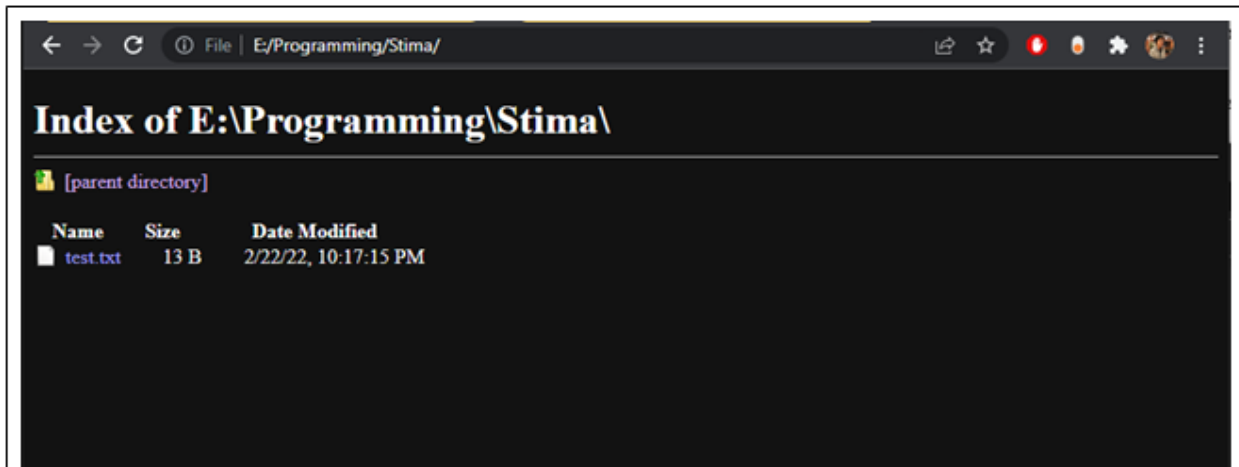 File | E:/Programming/Stima/
Index of E:\Programming\Stima\
[parent directory]
Name Size Date Modified
test.txt 13 B 2/22/22, 10:17:15 PM